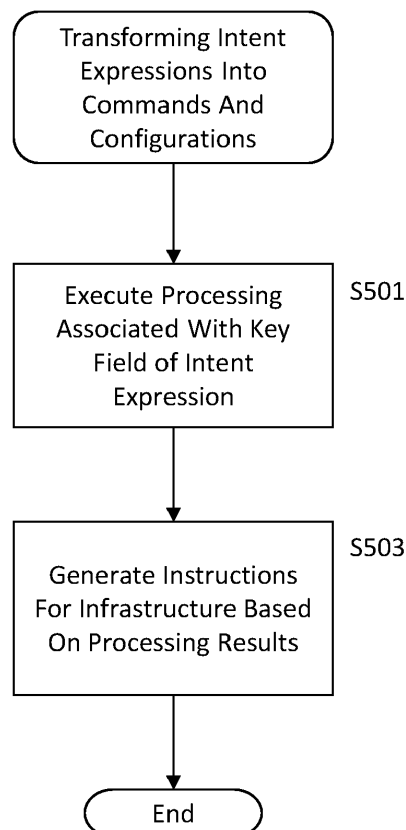 Transforming Intent
Expressions Into
Commands And
Configurations
S501
Execute Processing
Associated With Key
Field of Intent
Expression
S503
Generate Instructions
For Infrastructure Based
On Processing Results
End